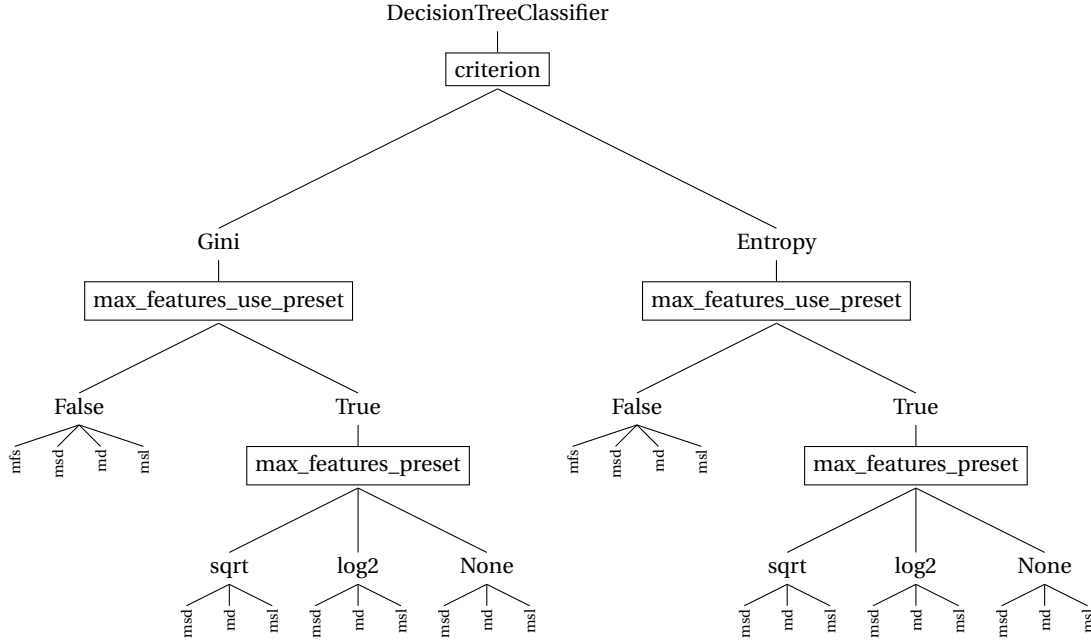 DecisionTreeClassifier
criterion
Gini Entropy
max_features_use_preset max_features_use_preset
False True False True
mfs msd md msl mfs msd md msl
max_features_preset max_features_preset
sqrt log2 None sqrt log2 None
msd md msl msd md msl msd md msl msd md msl msd md msl msd md msl